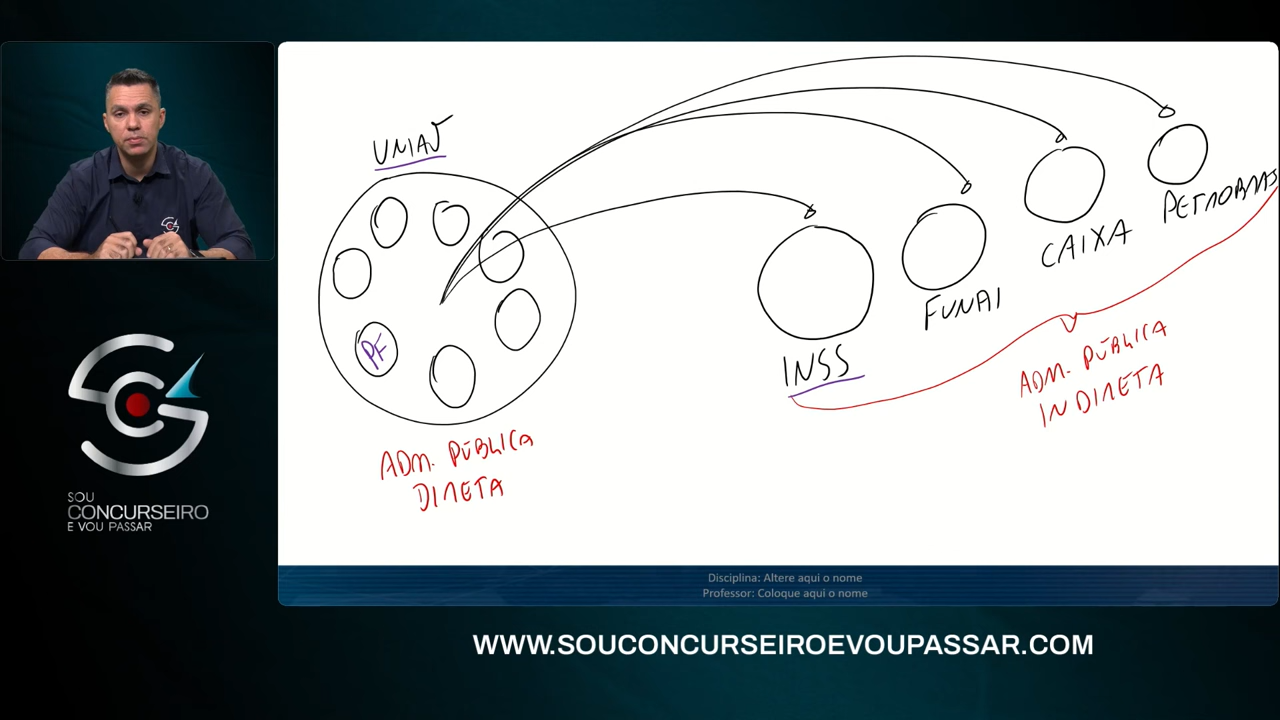 UNIÃO
PF
ADM. PÚBLICA
DIRETA
INSS
FUNAI
CAIXA
PETROBRAS
ADM. PÚBLICA
INDIRETA
SOU
CONCURSEIRO
E VOU PASSAR
Disciplina: Altere aqui o nome
Professor: Coloque aqui o nome
WWW.SOUCONCURSEIROEVOUPASSAR.COM